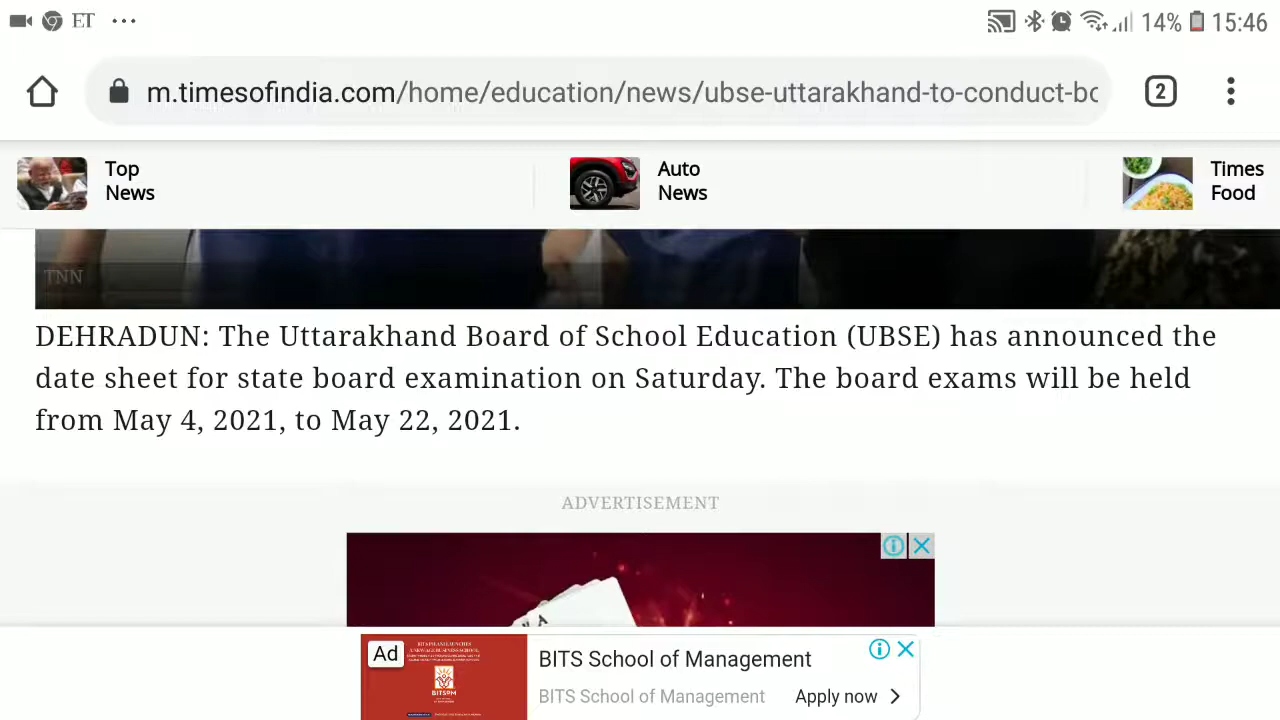 ET
14% 15:46
m.timesofindia.com/home/education/news/ubse-uttarakhand-to-conduct-bc
2
Top
News
Auto
News
Times
Food
TNN
DEHRADUN: The Uttarakhand Board of School Education (UBSE) has announced the
date sheet for state board examination on Saturday. The board exams will be held
from May 4, 2021, to May 22, 2021.
ADVERTISEMENT
A
Ad
BITSPM
BITS School of Management
BITS School of Management Apply now